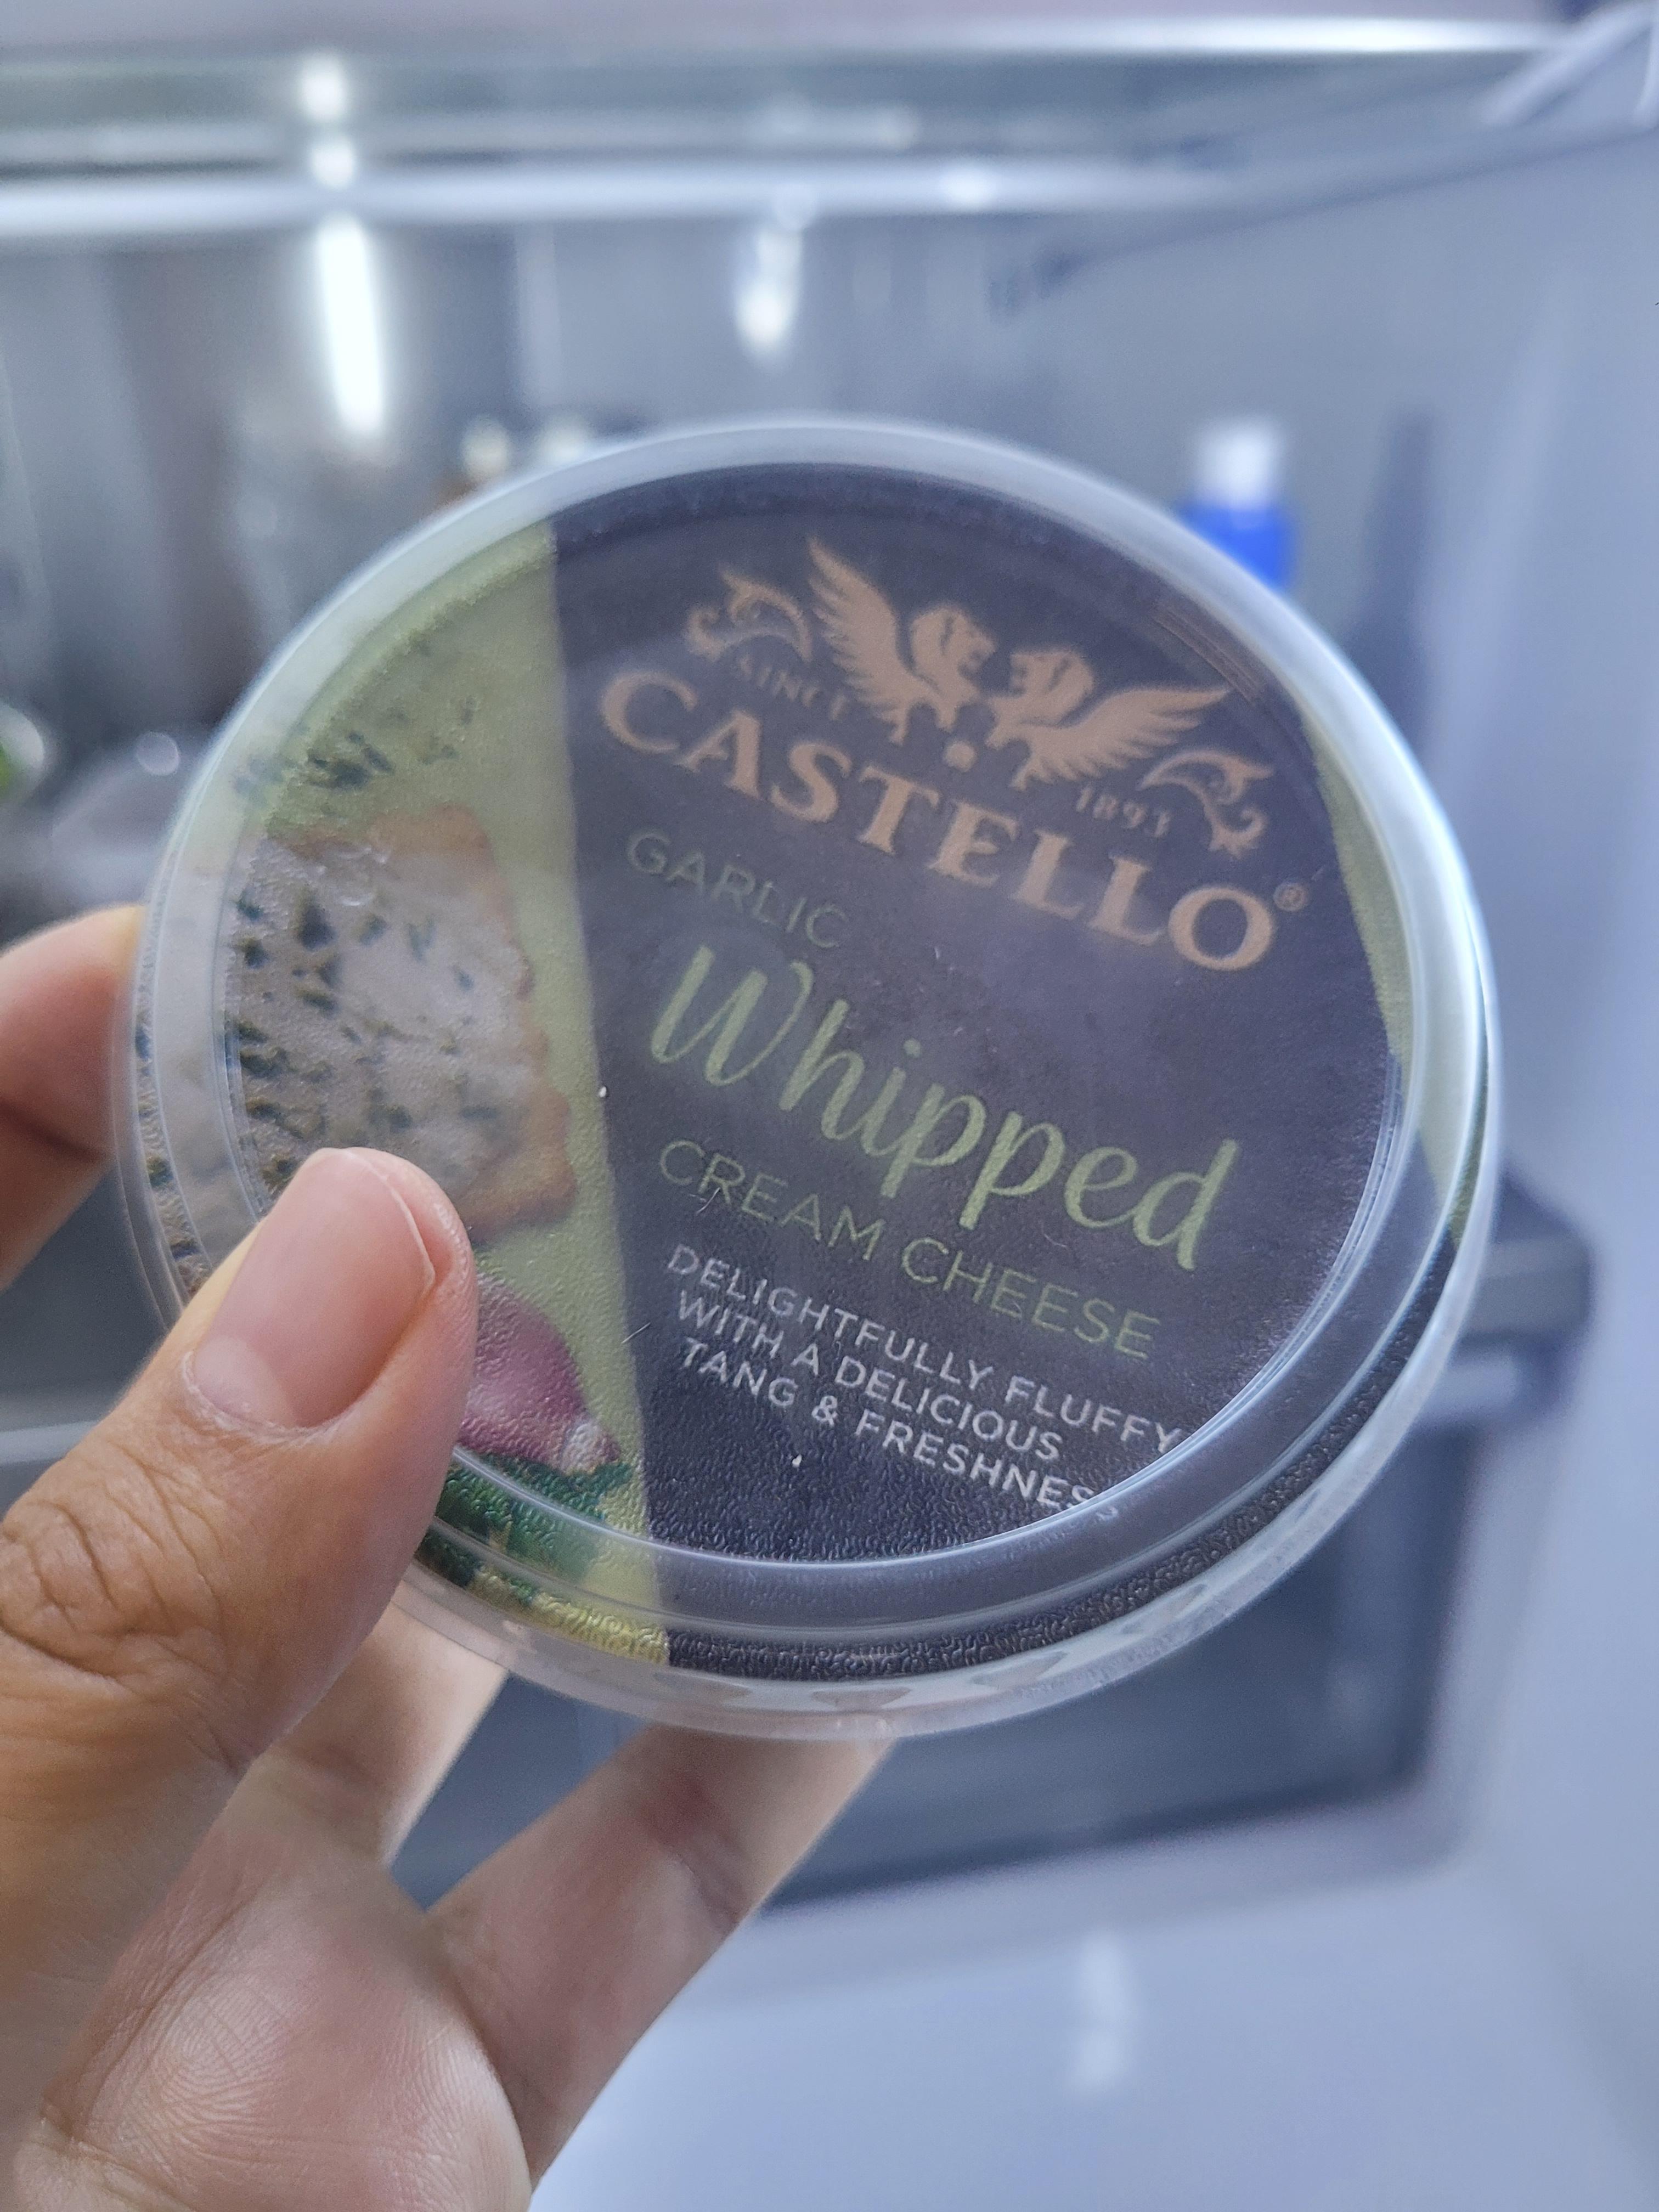 SINCE 1893
CASTELLO®
GARLIC
Whipped
CREAM CHEESE
DELIGHTFULLY FLUFFY
WITH A DELICIOUS
TANG & FRESHNESS